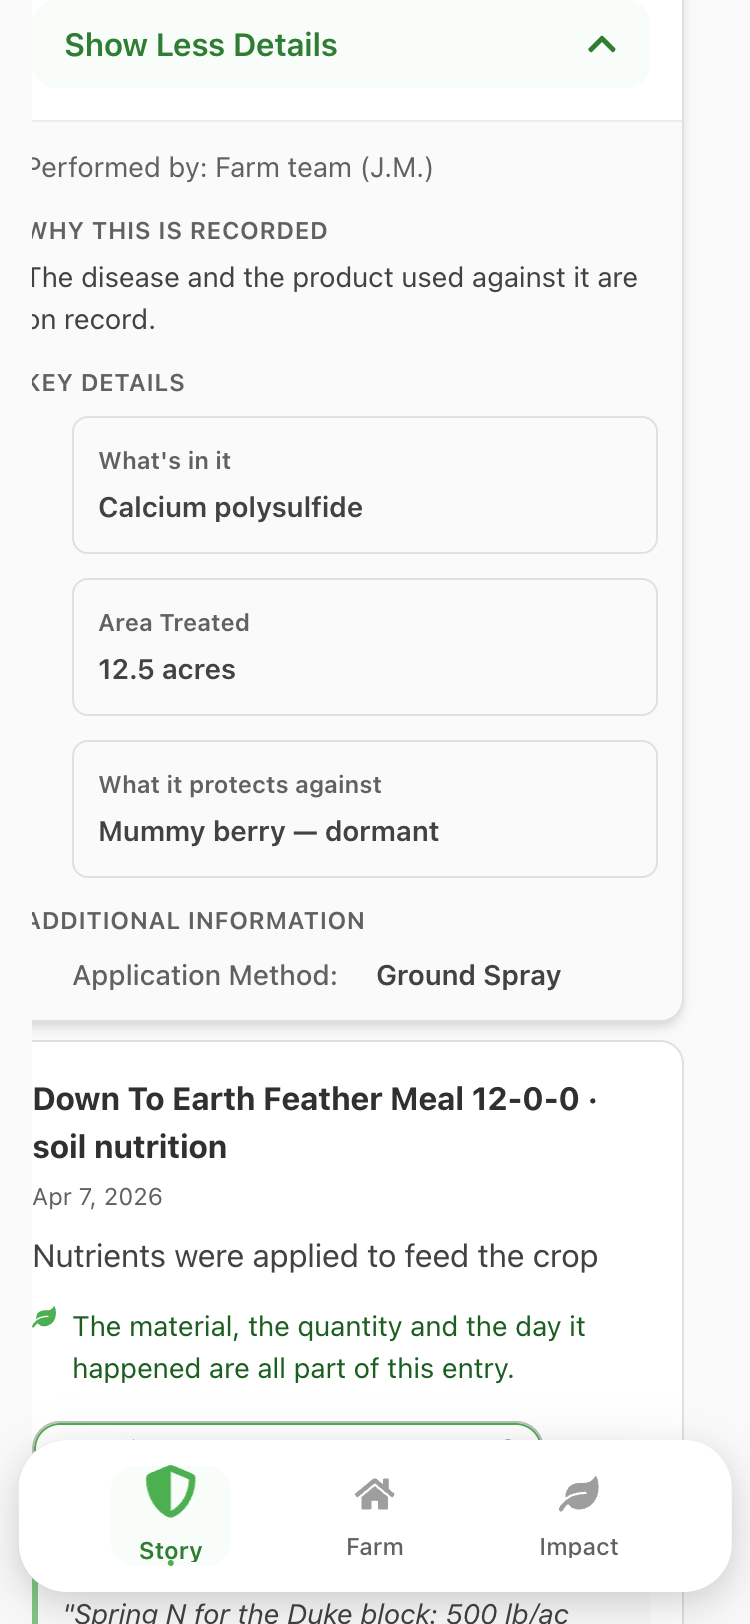 Show Less Details
Performed by: Farm team (J.M.)
WHY THIS IS RECORDED
The disease and the product used against it are
on record.
KEY DETAILS
What's in it
Calcium polysulfide
Area Treated
12.5 acres
What it protects against
Mummy berry — dormant
ADDITIONAL INFORMATION
Application Method: Ground Spray
Down To Earth Feather Meal 12-0-0 ·
soil nutrition
Apr 7, 2026
Nutrients were applied to feed the crop
The material, the quantity and the day it
happened are all part of this entry.
Story
Farm
Impact
"Spring N for the Duke block: 500 lb/ac